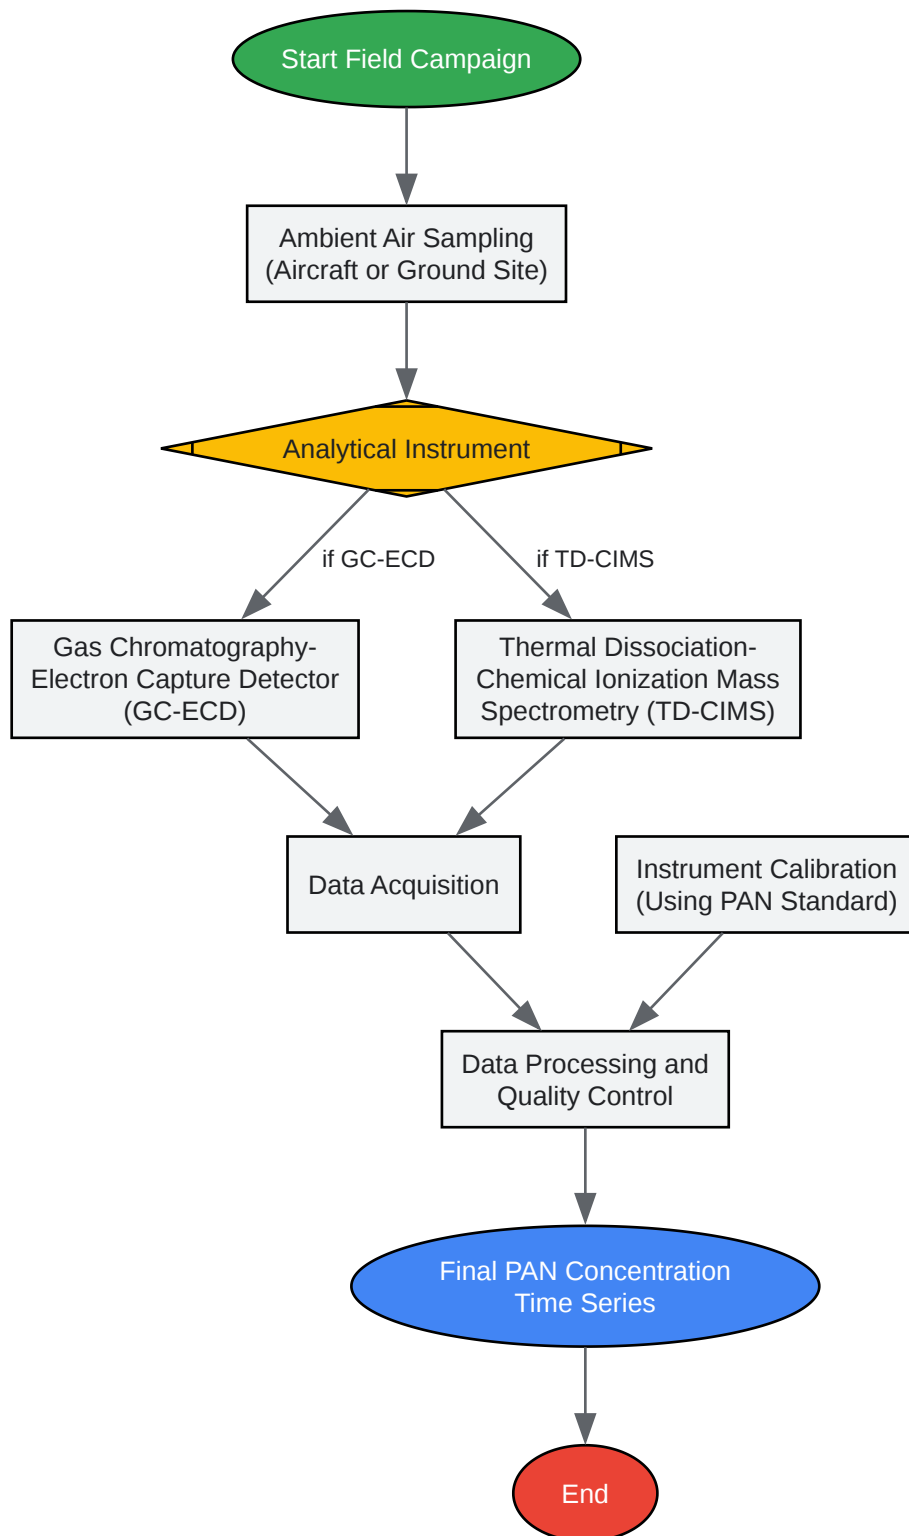 Start Field Campaign
Ambient Air Sampling
(Aircraft or Ground Site)
Analytical Instrument
if GC-ECD
if TD-CIMS
Gas Chromatography-
Electron Capture Detector
(GC-ECD)
Thermal Dissociation-
Chemical Ionization Mass
Spectrometry (TD-CIMS)
Data Acquisition
Instrument Calibration
(Using PAN Standard)
Data Processing and
Quality Control
Final PAN Concentration
Time Series
End